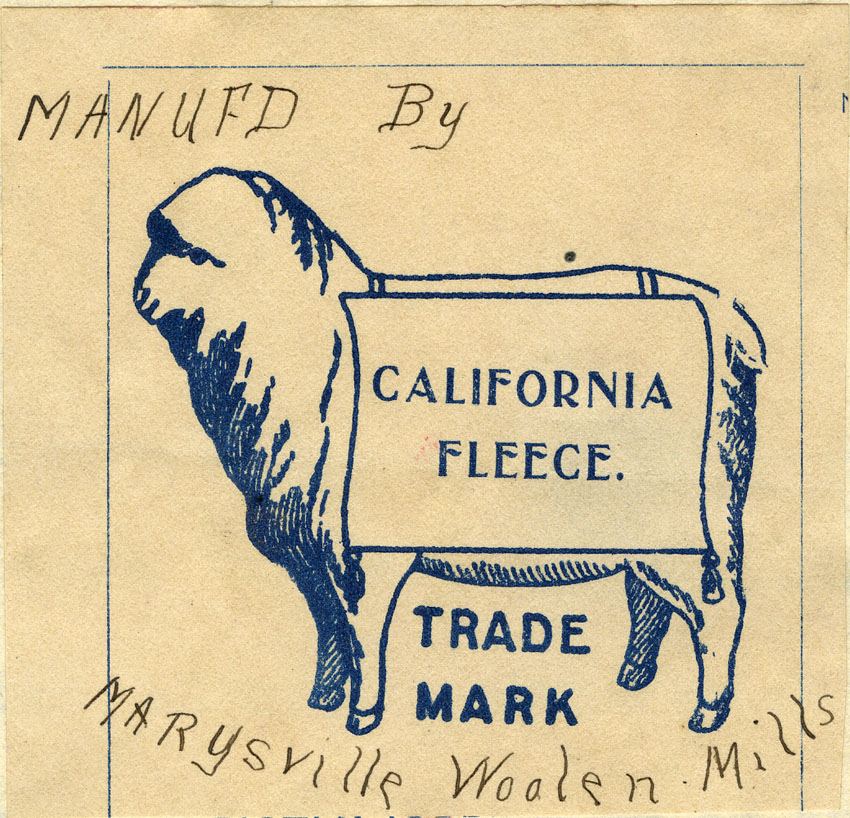 MANUFD By
CALIFORNIA
FLEECE.
TRADE
MARK
MARysville Woolen Mills